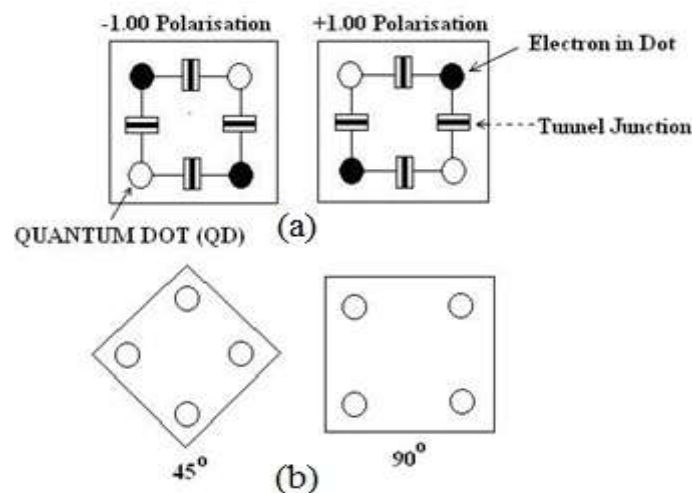 -1.00 Polarisation
+1.00 Polarisation
Electron in Dot
Tunnel Junction
QUANTUM DOT (QD)
(a)
45°
90°
(b)